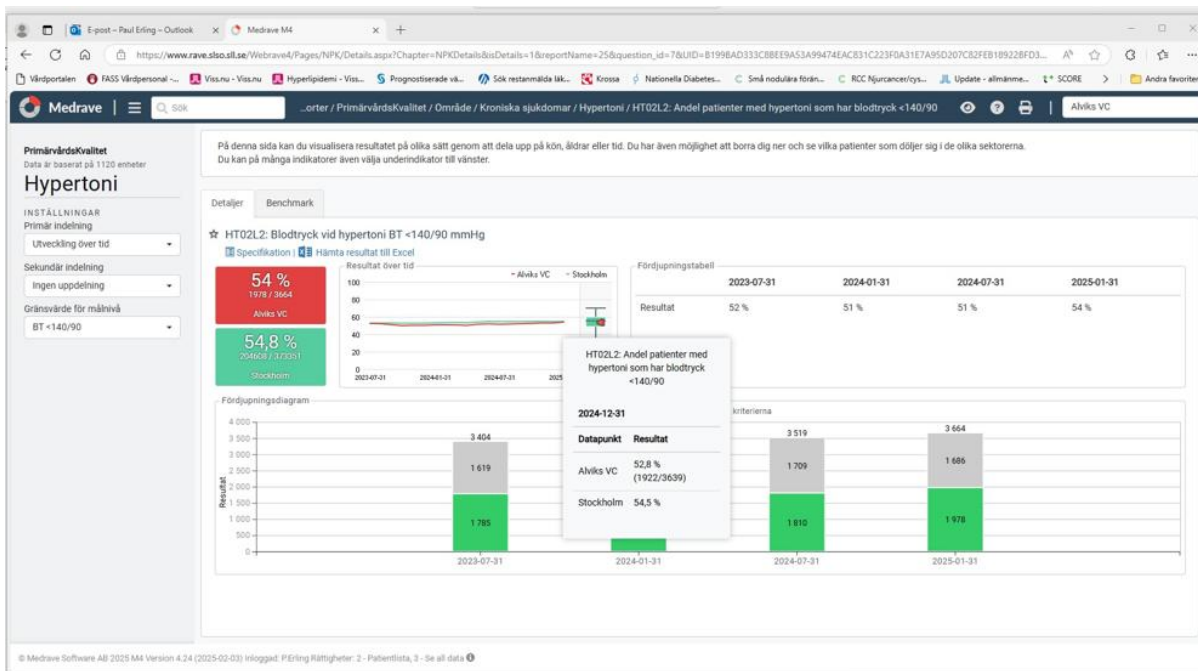 E-post – Paul Erling – Outlook
Medrave M4
https://www.rave.slso.sll.se/Webrave4/Pages/NPK/Details.aspx?Chapter=NPKDetails&isDetails=1&reportName=25&question_id=7&UID=
Vårdportalen
FASS Vårdpersonal -...
Viss.nu - Viss.nu
Hyperlipidemi - Viss...
Prognostiserade vä...
Sök restanmälda läk...
Krossa
Nationella Diabetes...
Små nodulära förän...
RCC Njurcancer/cys...
Update - allmänme...
SCORE
Andra favoriter
Medrave
Sök
...orter / PrimärvårdsKvalitet / Område / Kroniska sjukdomar / Hypertoni / HT02L2: Andel patienter med hypertoni som har blodtryck <140/90
Alviks VC
PrimärvårdsKvalitet
Data är baserat på 1120 enheter
Hypertoni
INSTÄLLNINGAR
Primär indelning
Utveckling över tid
Sekundär indelning
Ingen uppdelning
Gränsvärde för målnivå
BT <140/90
På denna sida kan du visualisera resultatet på olika sätt genom att dela upp på kön, åldrar eller tid. Du har även möjlighet att borra dig ner och se vilka patienter som döljer sig i de olika sektorerna.
Du kan på många indikatorer även välja underindikator till vänster.
Detaljer
Benchmark
HT02L2: Blodtryck vid hypertoni BT <140/90 mmHg
Specifikation | Hämta resultat till Excel
54 %
1978 / 3664
Alviks VC
54,8 %
204608 / 373351
Stockholm
Resultat över tid
Alviks VC
Stockholm
100
80
60
40
20
0
2023-07-31
2024-01-31
2024-07-31
2025
Fördjupningstabell
2023-07-31 2024-01-31 2024-07-31 2025-01-31
Resultat 52 % 51 % 51 % 54 %
HT02L2: Andel patienter med
hypertoni som har blodtryck
<140/90
2024-12-31
Datapunkt Resultat
Alviks VC 52,8 %
(1922/3639)
Stockholm 54,5 %
Fördjupningsdiagram
kriterierna
Resultat
4 000
3 500
3 000
2 500
2 000
1 500
1 000
500
0
3 404
1 619
1 785
3 519
1 709
1 810
3 664
1 686
1 978
2023-07-31
2024-01-31
2024-07-31
2025-01-31
© Medrave Software AB 2025 M4 Version 4.24 (2025-02-03) Inloggad: P.Erling Rättigheter: 2 - Patientlista, 3 - Se all data